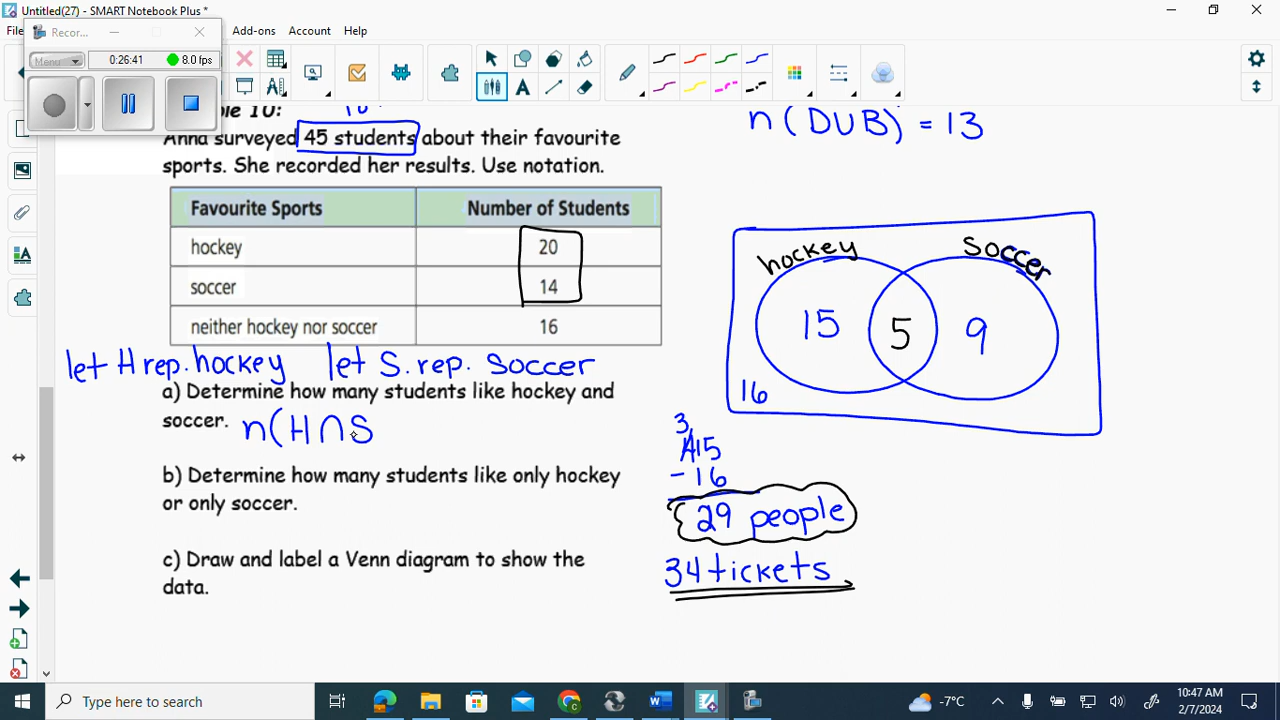 Untitled(27) - SMART Notebook Plus *
Recor...
Add-ons Account Help
Menu 0:26:41 8.0 fps
Anna surveyed 45 students about their favourite
sports. She recorded her results. Use notation.
Favourite Sports Number of Students
hockey 20
soccer 14
neither hockey nor soccer 16
let H rep. hockey let S. rep. soccer
a) Determine how many students like hockey and
soccer. n(H∩S
b) Determine how many students like only hockey
or only soccer.
c) Draw and label a Venn diagram to show the
data.
n(DUB) = 13
hockey soccer
15 5 9
16
3
415
-16
29 people
34 tickets
Type here to search
-7°C
10:47 AM
2/7/2024